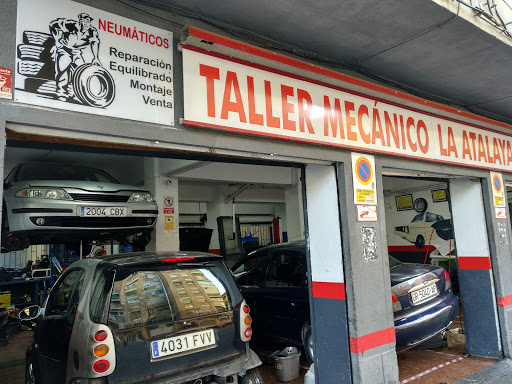 NEUMÁTICOS
Reparación
Equilibrado
Montaje
Venta
TALLER MECÁNICO LA ATALAYA
2004 CBX
4031 FVV